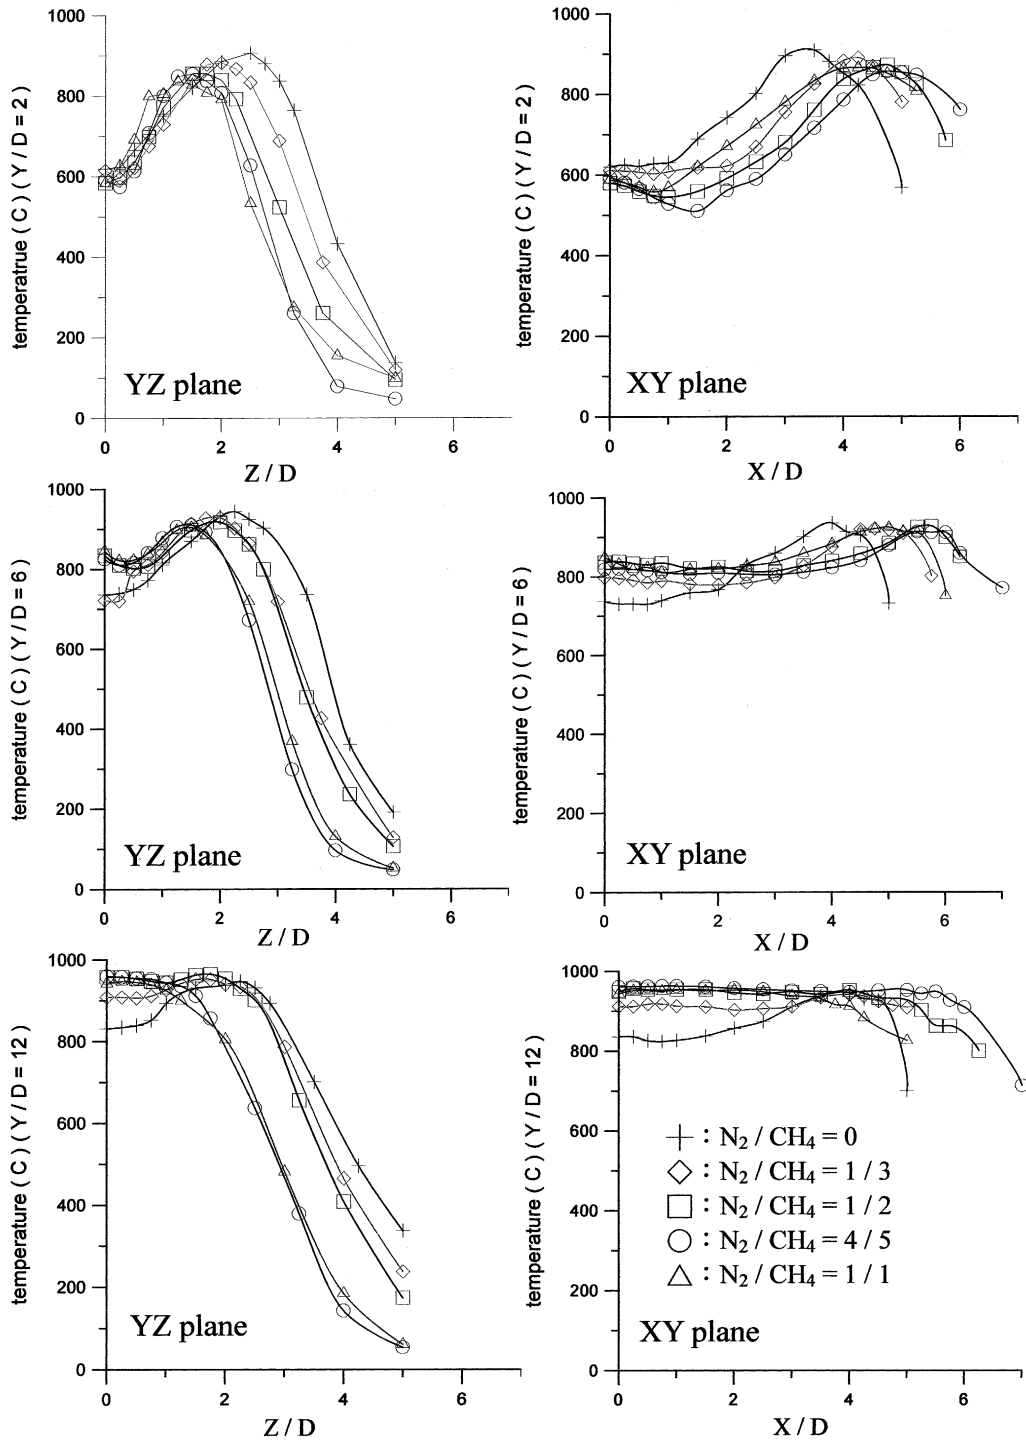 temperatrue ( C ) ( Y / D = 2 )
1000
800
600
400
200
0
YZ plane
0 2 4 6
Z / D
temperature ( C ) ( Y / D = 2 )
1000
800
600
400
200
0
XY plane
0 2 4 6
X / D
temperature ( C ) ( Y / D = 6 )
1000
800
600
400
200
0
YZ plane
0 2 4 6
Z / D
temperature ( C ) ( Y / D = 6 )
1000
800
600
400
200
0
XY plane
0 2 4 6
X / D
temperature ( C ) ( Y / D = 12 )
1000
800
600
400
200
0
YZ plane
0 2 4 6
Z / D
temperature ( C ) ( Y / D = 12 )
1000
800
600
400
200
0
: N₂ / CH₄ = 0
: N₂ / CH₄ = 1 / 3
: N₂ / CH₄ = 1 / 2
: N₂ / CH₄ = 4 / 5
: N₂ / CH₄ = 1 / 1
XY plane
0 2 4 6
X / D